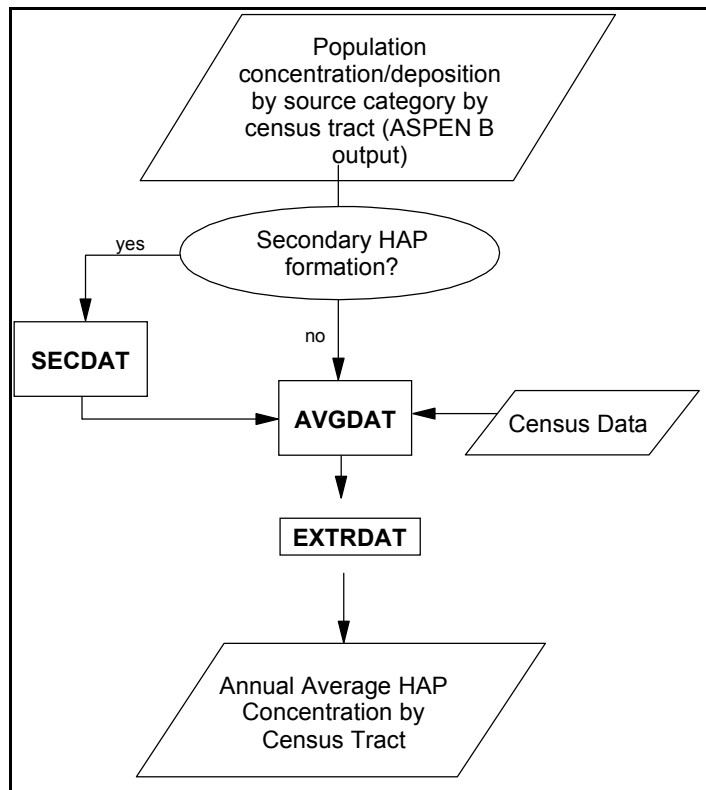 Population
concentration/deposition
by source category by
census tract (ASPEN B
output)
Secondary HAP
formation?
yes
no
SECDAT
AVGDAT
Census Data
EXTRDAT
Annual Average HAP
Concentration by
Census Tract